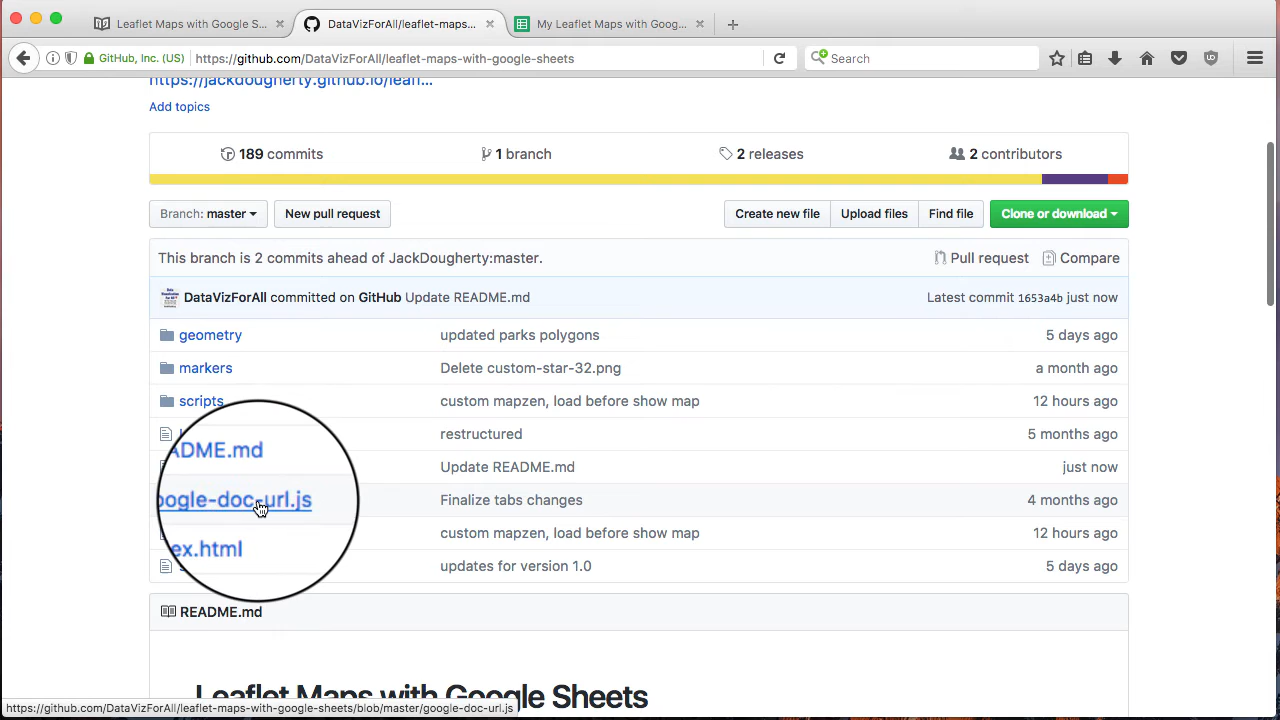 Leaflet Maps with Google S...
DataVizForAll/leaflet-maps...
My Leaflet Maps with Goog...
GitHub, Inc. (US)
https://github.com/DataVizForAll/leaflet-maps-with-google-sheets
Search
https://jackdougherty.github.io/leafl...
Add topics
189 commits
1 branch
2 releases
2 contributors
Branch: master
New pull request
Create new file
Upload files
Find file
Clone or download
This branch is 2 commits ahead of JackDougherty:master.
Pull request
Compare
DataVizForAll committed on GitHub Update README.md
Latest commit 1653a4b just now
geometry
updated parks polygons
5 days ago
markers
Delete custom-star-32.png
a month ago
scripts
custom mapzen, load before show map
12 hours ago
restructured
5 months ago
ADME.md
Update README.md
just now
oogle-doc-url.js
Finalize tabs changes
4 months ago
ex.html
custom mapzen, load before show map
12 hours ago
updates for version 1.0
5 days ago
README.md
Leaflet Maps with Google Sheets
https://github.com/DataVizForAll/leaflet-maps-with-google-sheets/blob/master/google-doc-url.js